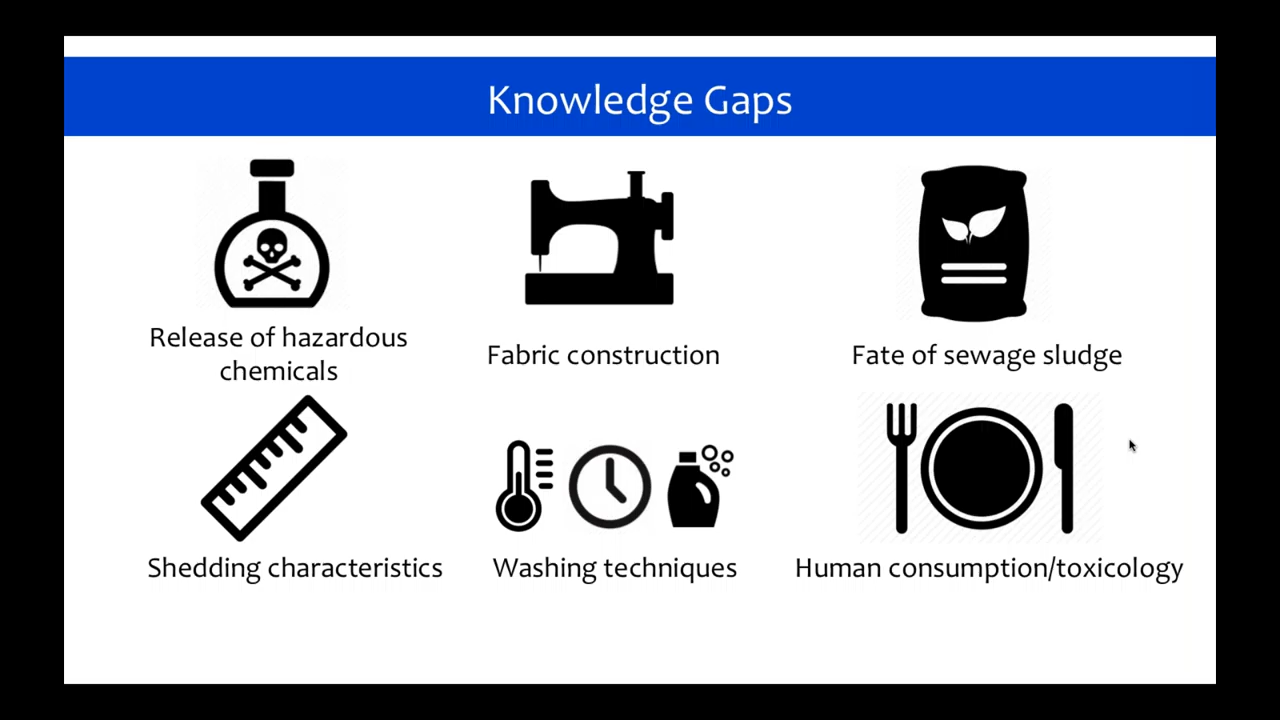 Knowledge Gaps
Release of hazardous
chemicals
Fabric construction
Fate of sewage sludge
Shedding characteristics
Washing techniques
Human consumption/toxicology